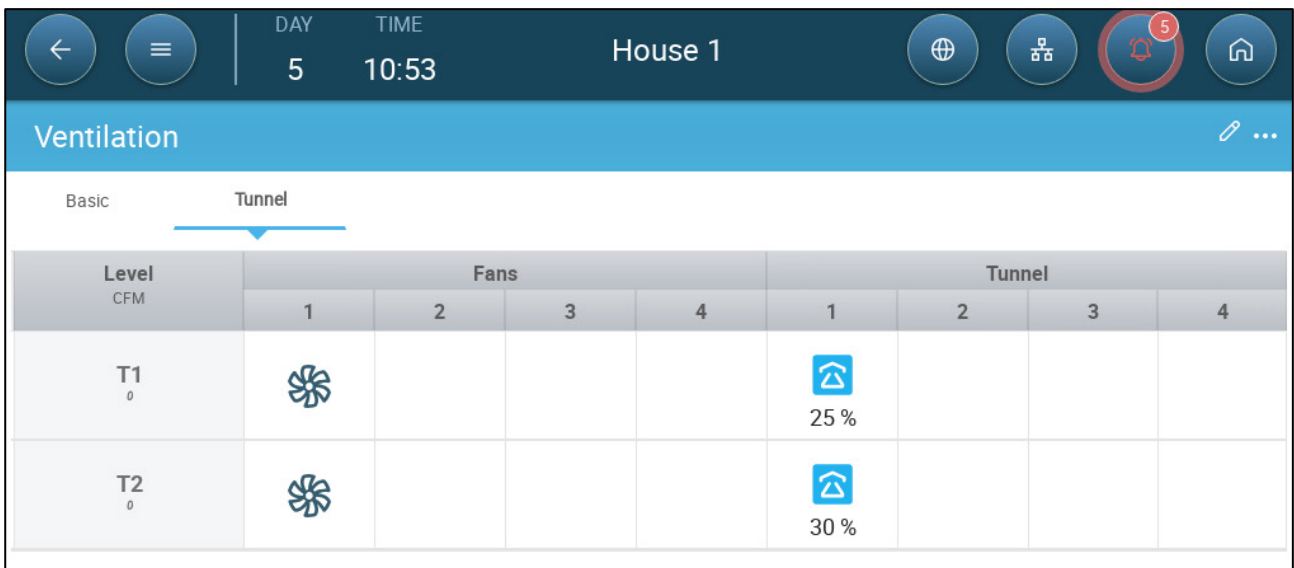 DAY TIME 5
5 10:53 House 1
Ventilation
Basic Tunnel
Level Fans Tunnel
CFM
1 2 3 4 1 2 3 4
T1
0
25 %
T2
0
30 %